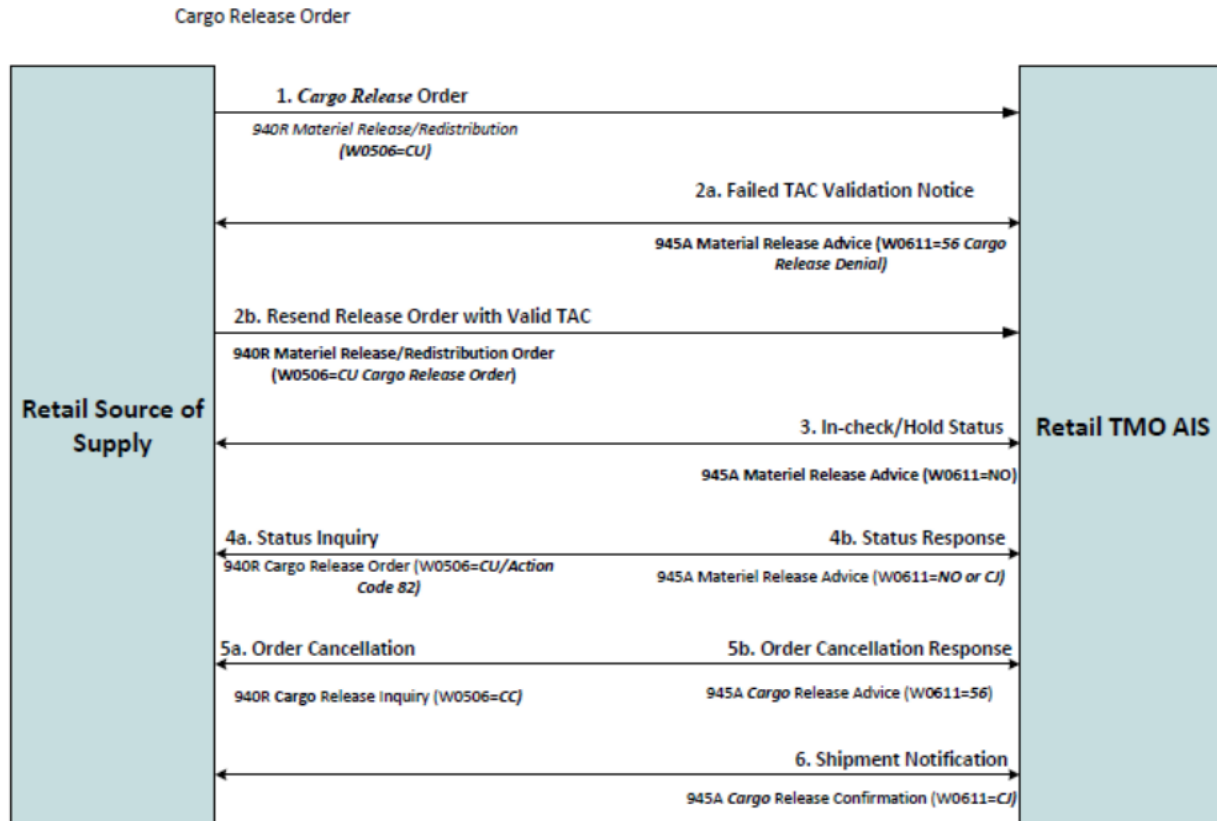 Cargo Release Order
1. Cargo Release Order
940R Materiel Release/Redistribution
(W0506=CU)
2a. Failed TAC Validation Notice
945A Material Release Advice (W0611=56 Cargo
Release Denial)
2b. Resend Release Order with Valid TAC
940R Materiel Release/Redistribution Order
(W0506=CU Cargo Release Order)
Retail Source of
Supply
Retail TMO AIS
3. In-check/Hold Status
945A Materiel Release Advice (W0611=NO)
4a. Status Inquiry
4b. Status Response
940R Cargo Release Order (W0506=CU/Action
Code 82)
945A Materiel Release Advice (W0611=NO or CJ)
5a. Order Cancellation
5b. Order Cancellation Response
940R Cargo Release Inquiry (W0506=CC)
945A Cargo Release Advice (W0611=56)
6. Shipment Notification
945A Cargo Release Confirmation (W0611=CJ)